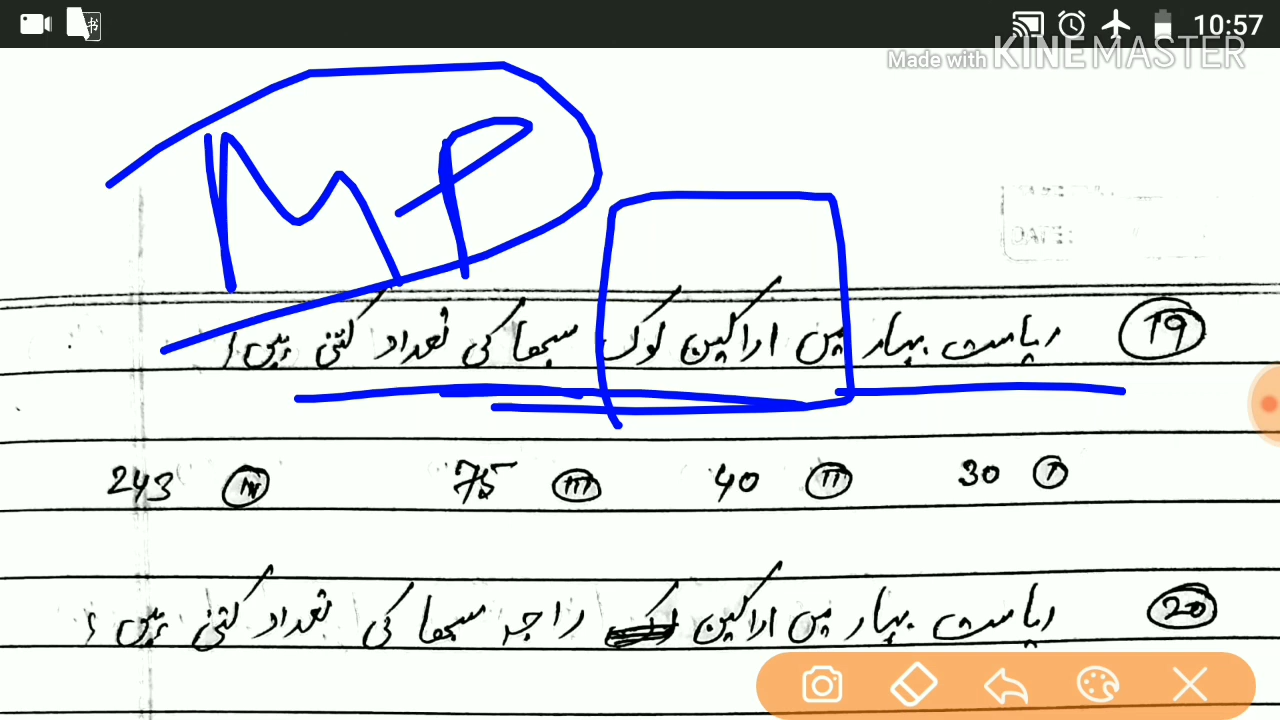 10:57
Made with KINEMASTER
MP
DATE:
19 ریاست بہار میں اراکین لوک سبھا کی تعداد کتنی ہیں؟
I 30 II 40 III 75 IV 243
20 ریاست بہار میں اراکین راجیہ سبھا کی تعداد کتنی ہیں؟